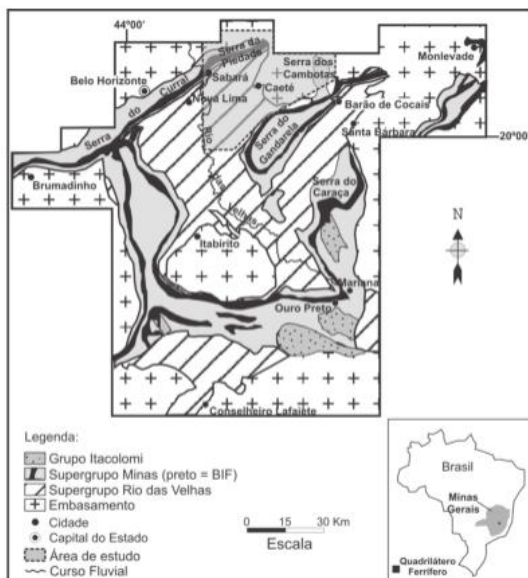 44°00'
Serra da
Piedade
Serra dos
Cambotas
Monlevade
Belo Horizonte
Sabará
Caeté
Nova Lima
Serra do Curral
Barão de Cocais
Santa Bárbara
20°00'
Serra do
Gandarela
Rio das Velhas
Brumadinho
Serra do
Caraça
N
Itabirito
Mariana
Ouro Preto
Conselheiro Lafaiete
Legenda:
Grupo Itacolomi
Supergrupo Minas (preto = BIF)
Supergrupo Rio das Velhas
Embasamento
Cidade
Capital do Estado
Área de estudo
Curso Fluvial
0 15 30 Km
Escala
Brasil
Minas
Gerais
Quadrilátero
Ferrífero